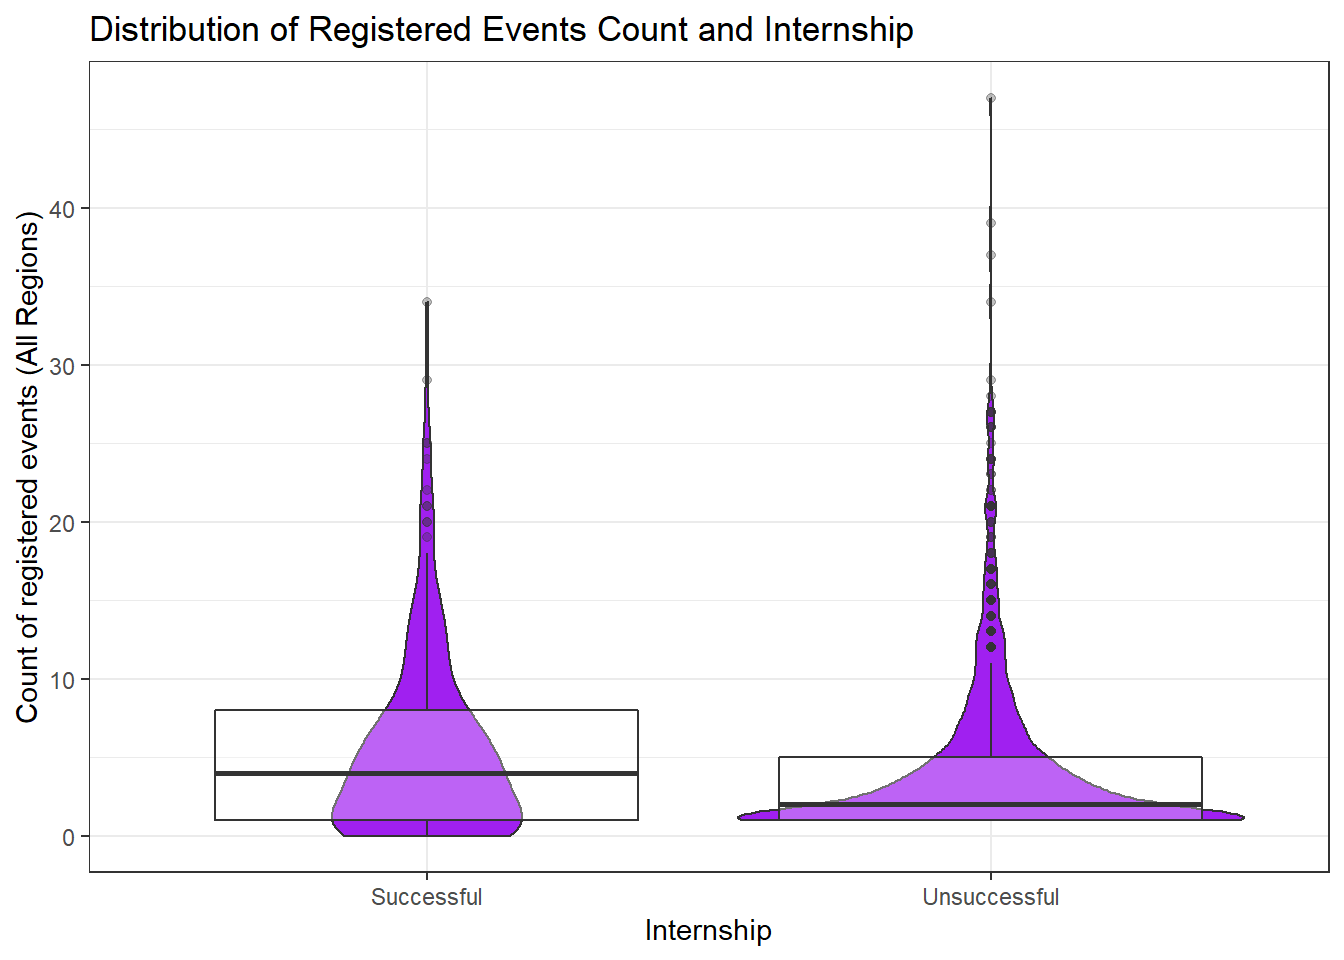 Distribution of Registered Events Count and Internship
Count of registered events (All Regions)
40
30
20
10
0
Successful
Unsuccessful
Internship